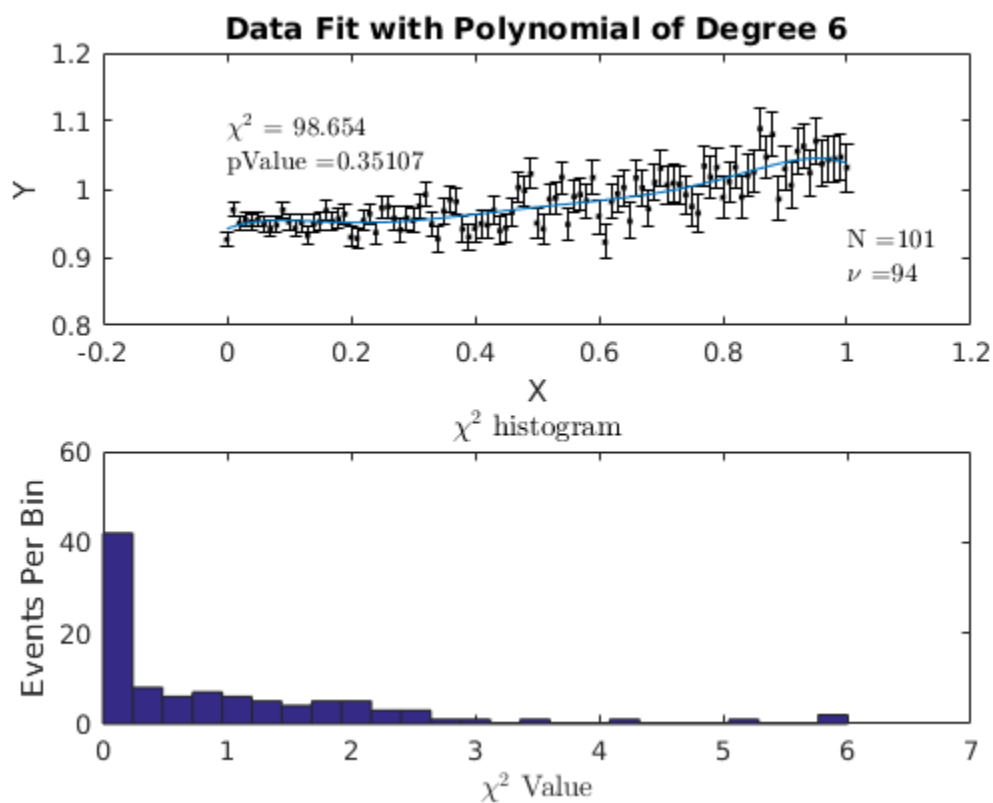 Data Fit with Polynomial of Degree 6
1.2
1.1
1
0.9
0.8
Y
χ² = 98.654
pValue =0.35107
N =101
ν =94
-0.2 0 0.2 0.4 0.6 0.8 1 1.2
X
χ² histogram
60
40
20
0
Events Per Bin
0 1 2 3 4 5 6 7
χ² Value